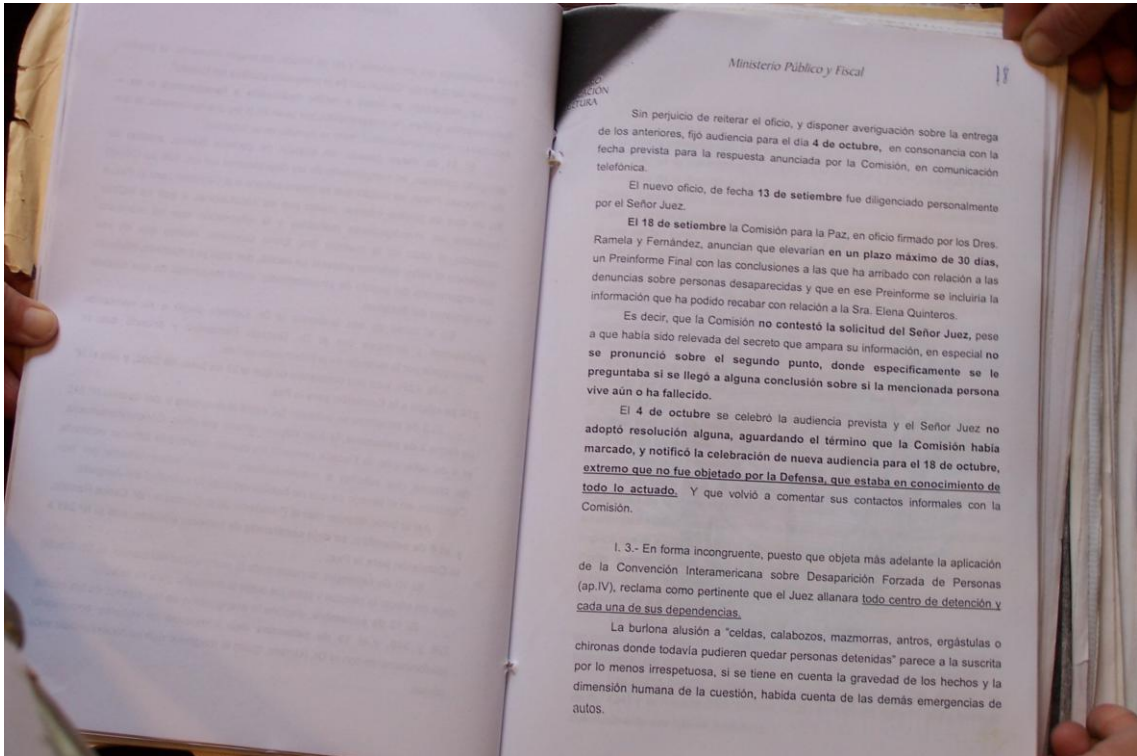 Ministerio Público y Fiscal
Sin perjuicio de reiterar el oficio, y disponer averiguación sobre la entrega
de los anteriores, fijó audiencia para el día 4 de octubre, en consonancia con la
fecha prevista para la respuesta anunciada por la Comisión, en comunicación
telefónica.
El nuevo oficio, de fecha 13 de setiembre fue diligenciado personalmente
por el Señor Juez.
El 18 de setiembre la Comisión para la Paz, en oficio firmado por los Dres.
Ramela y Fernández, anuncian que elevarían en un plazo máximo de 30 días,
un Preinforme Final con las conclusiones a las que ha arribado con relación a las
denuncias sobre personas desaparecidas y que en ese Preinforme se incluiría la
información que ha podido recabar con relación a la Sra. Elena Quinteros.
Es decir, que la Comisión no contestó la solicitud del Señor Juez, pese
a que había sido relevada del secreto que ampara su información, en especial no
se pronunció sobre el segundo punto, donde especificamente se le
preguntaba si se llegó a alguna conclusión sobre si la mencionada persona
vive aún o ha fallecido.
El 4 de octubre se celebró la audiencia prevista y el Señor Juez no
adoptó resolución alguna, aguardando el término que la Comisión había
marcado, y notificó la celebración de nueva audiencia para el 18 de octubre,
extremo que no fue objetado por la Defensa, que estaba en conocimiento de
todo lo actuado. Y que volvió a comentar sus contactos informales con la
Comisión.
I. 3.- En forma incongruente, puesto que objeta más adelante la aplicación
de la Convención Interamericana sobre Desaparición Forzada de Personas
(ap.IV), reclama como pertinente que el Juez allanara todo centro de detención y
cada una de sus dependencias.
La burlona alusión a "celdas, calabozos, mazmorras, antros, ergástulos o
chironas donde todavía pudieren quedar personas detenidas" parece a la suscrita
por lo menos irrespetuosa, si se tiene en cuenta la gravedad de los hechos y la
dimensión humana de la cuestión, habida cuenta de las demás emergencias de
autos.